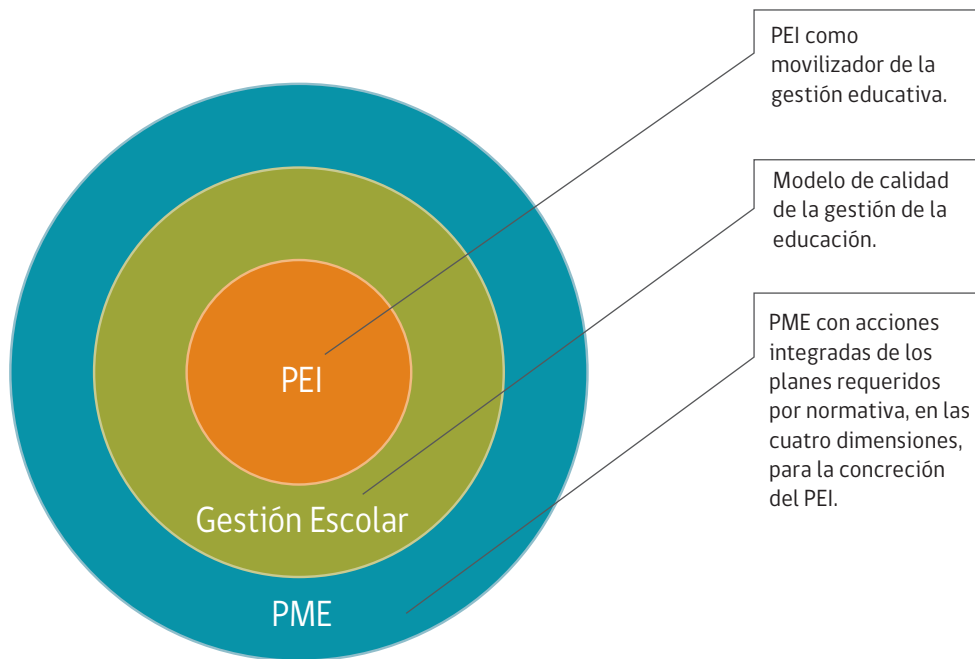 PEI como
movilizador de la
gestión educativa.
Modelo de calidad
de la gestión de la
educación.
PME con acciones
integradas de los
planes requeridos
por normativa, en las
cuatro dimensiones,
para la concreción
del PEI.
PEI
Gestión Escolar
PME